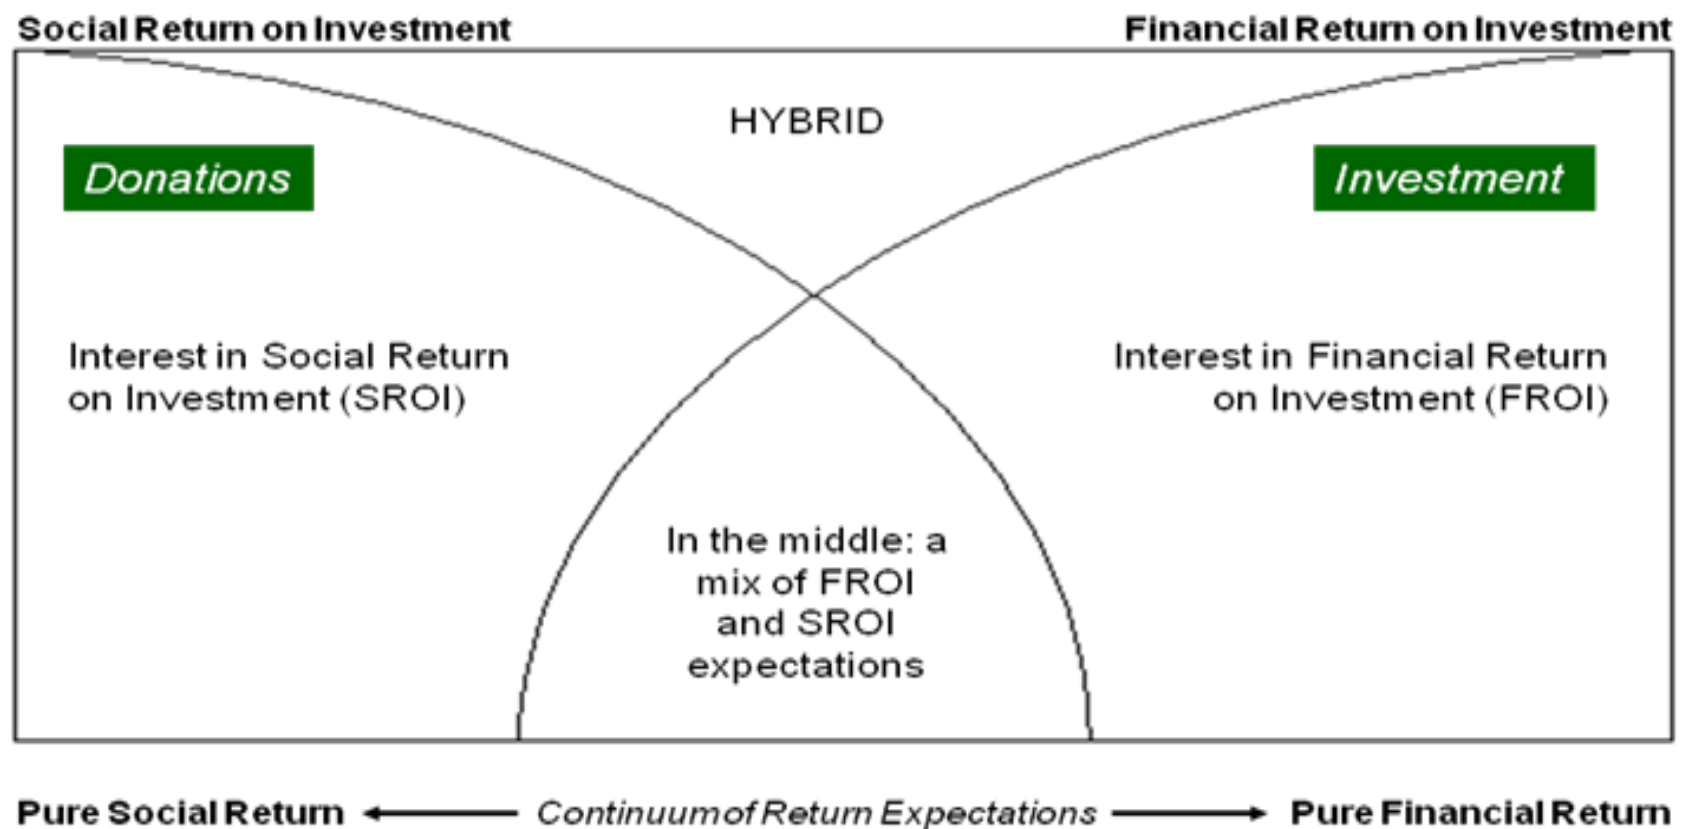 Social Return on Investment
Financial Return on Investment
HYBRID
Donations
Investment
Interest in Social Return
on Investment (SROI)
Interest in Financial Return
on Investment (FROI)
In the middle: a
mix of FROI
and SROI
expectations
Pure Social Return
Continuum of Return Expectations
Pure Financial Return